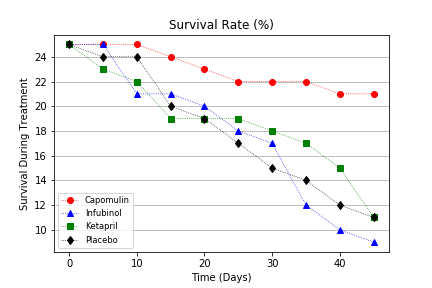 Survival Rate (%)
Survival During Treatment
24
22
20
18
16
14
12
10
Capomulin
Infubinol
Ketapril
Placebo
0
10
20
30
40
Time (Days)